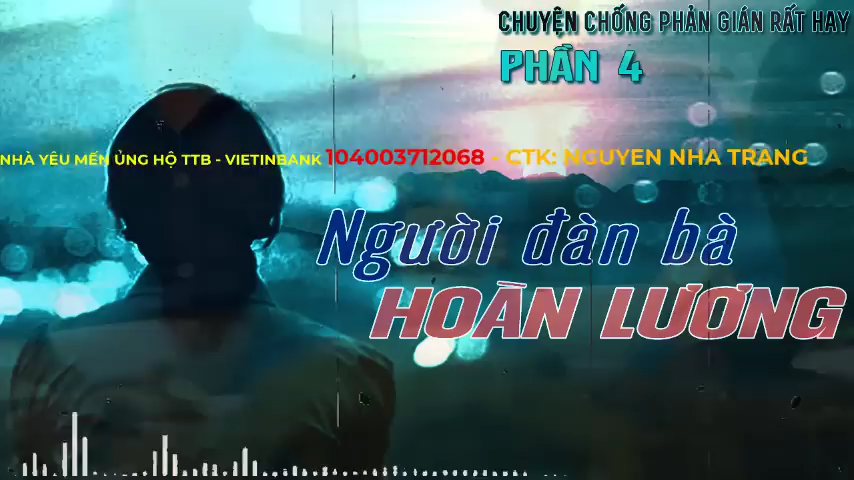 CHUYỆN CHỐNG PHẢN GIÁN RẤT HAY
PHẦN 4
NHÀ YÊU MẾN ỦNG HỘ TTB - VIETINBANK 104003712068 - CTK: NGUYEN NHA TRANG
Người đàn bà
HOÀN LƯƠNG